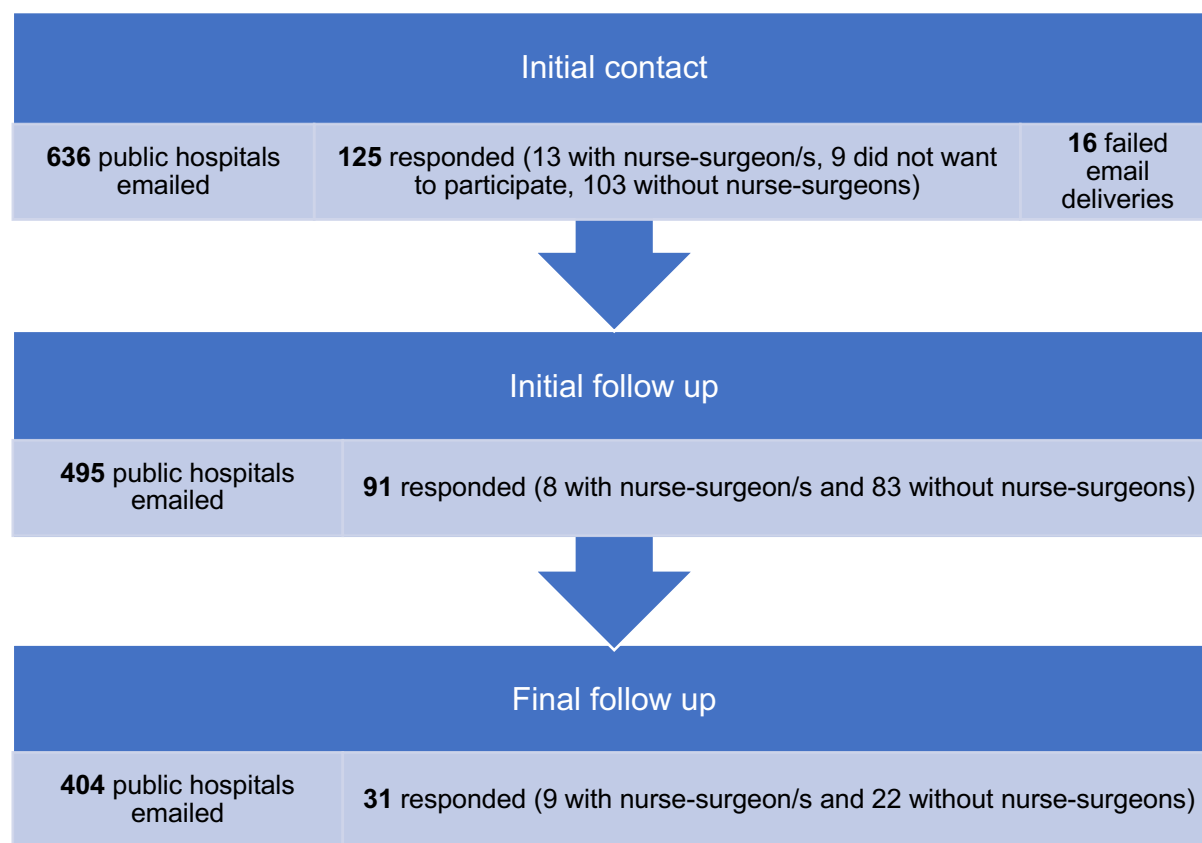 Initial contact
636 public hospitals
emailed
125 responded (13 with nurse-surgeon/s, 9 did not want
to participate, 103 without nurse-surgeons)
16 failed
email
deliveries
Initial follow up
495 public hospitals
emailed
91 responded (8 with nurse-surgeon/s and 83 without nurse-surgeons)
Final follow up
404 public hospitals
emailed
31 responded (9 with nurse-surgeon/s and 22 without nurse-surgeons)